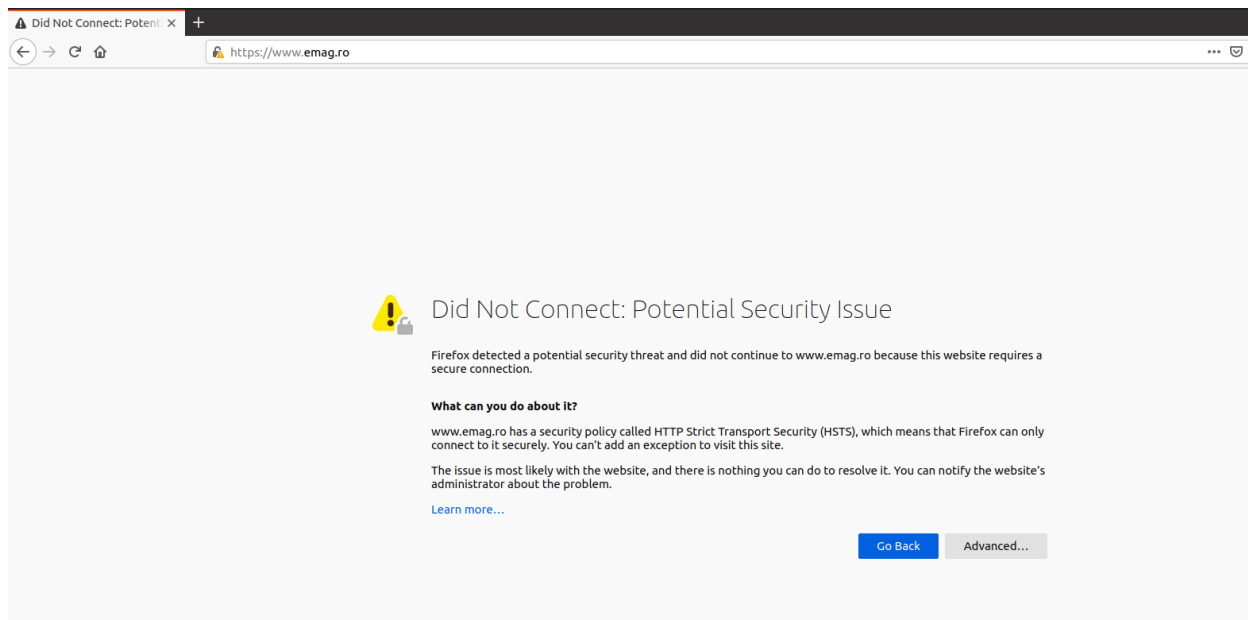 Did Not Connect: Potent
https://www.emag.ro
Did Not Connect: Potential Security Issue
Firefox detected a potential security threat and did not continue to www.emag.ro because this website requires a
secure connection.
What can you do about it?
www.emag.ro has a security policy called HTTP Strict Transport Security (HSTS), which means that Firefox can only
connect to it securely. You can’t add an exception to visit this site.
The issue is most likely with the website, and there is nothing you can do to resolve it. You can notify the website’s
administrator about the problem.
Learn more…
Go Back
Advanced…